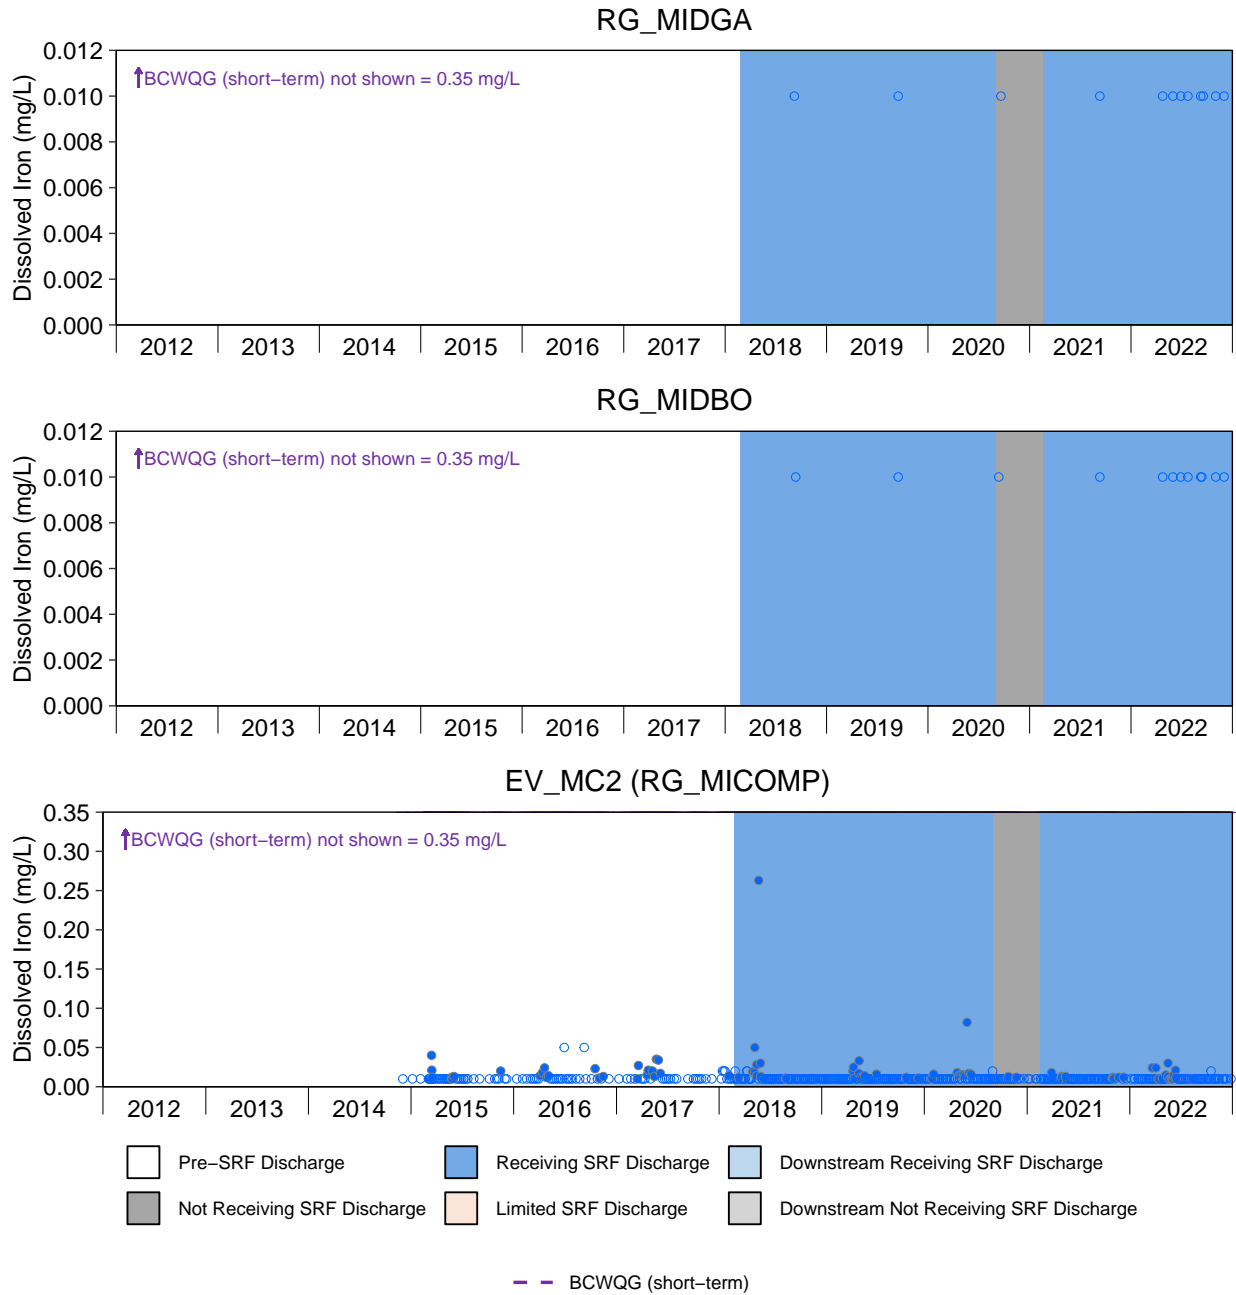 RG_MIDGA
Dissolved Iron (mg/L)
0.012
0.010
0.008
0.006
0.004
0.002
0.000
BCWQG (short−term) not shown = 0.35 mg/L
2012 2013 2014 2015 2016 2017 2018 2019 2020 2021 2022
RG_MIDBO
Dissolved Iron (mg/L)
0.012
0.010
0.008
0.006
0.004
0.002
0.000
BCWQG (short−term) not shown = 0.35 mg/L
2012 2013 2014 2015 2016 2017 2018 2019 2020 2021 2022
EV_MC2 (RG_MICOMP)
Dissolved Iron (mg/L)
0.35
0.30
0.25
0.20
0.15
0.10
0.05
0.00
BCWQG (short−term) not shown = 0.35 mg/L
2012 2013 2014 2015 2016 2017 2018 2019 2020 2021 2022
Pre−SRF Discharge Receiving SRF Discharge Downstream Receiving SRF Discharge
Not Receiving SRF Discharge Limited SRF Discharge Downstream Not Receiving SRF Discharge
BCWQG (short−term)